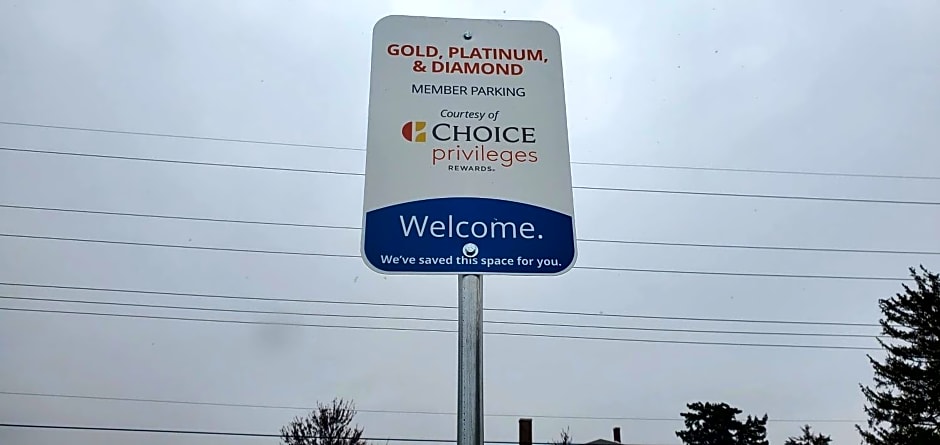 GOLD, PLATINUM,
& DIAMOND
MEMBER PARKING
Courtesy of
CHOICE
privileges
REWARDS
Welcome.
We've saved this space for you.